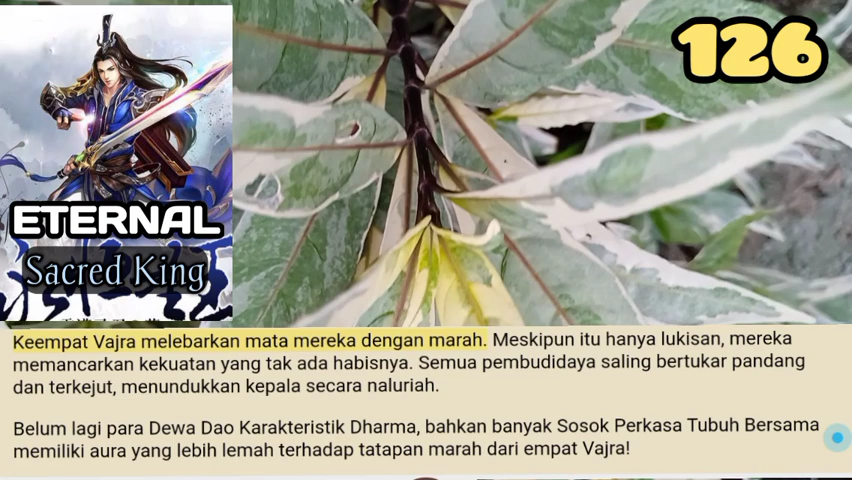 126
ETERNAL
Sacred King
Keempat Vajra melebarkan mata mereka dengan marah. Meskipun itu hanya lukisan, mereka
memancarkan kekuatan yang tak ada habisnya. Semua pembudidaya saling bertukar pandang
dan terkejut, menundukkan kepala secara naluriah.
Belum lagi para Dewa Dao Karakteristik Dharma, bahkan banyak Sosok Perkasa Tubuh Bersama
memiliki aura yang lebih lemah terhadap tatapan marah dari empat Vajra!